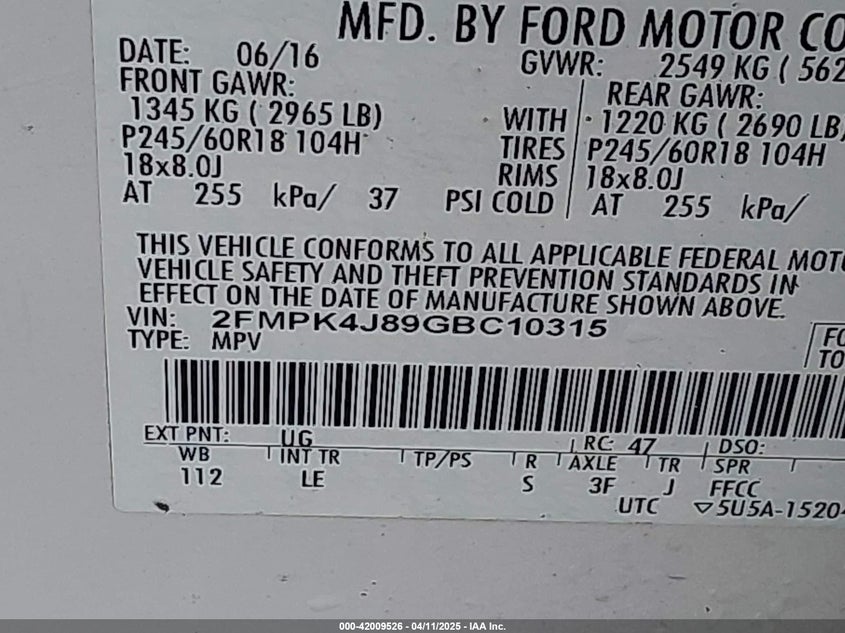 MFD. BY FORD MOTOR CO
DATE: 06/16 GVWR: 2549 KG ( 562
FRONT GAWR: REAR GAWR:
1345 KG ( 2965 LB) WITH 1220 KG ( 2690 LB)
P245/60R18 104H TIRES P245/60R18 104H
18x8.0J RIMS 18x8.0J
AT 255 kPa/ 37 PSI COLD AT 255 kPa/
THIS VEHICLE CONFORMS TO ALL APPLICABLE FEDERAL MOTO
VEHICLE SAFETY AND THEFT PREVENTION STANDARDS IN
EFFECT ON THE DATE OF MANUFACTURE SHOWN ABOVE.
VIN: 2FMPK4J89GBC10315
TYPE: MPV FO
TO
EXT PNT: UG RC: 47 DSO:
WB INT TR TP/PS R AXLE TR SPR
112 LE S 3F J FFCC
UTC ▽5U5A-1520
000-42009526 - 04/11/2025 - IAA Inc.